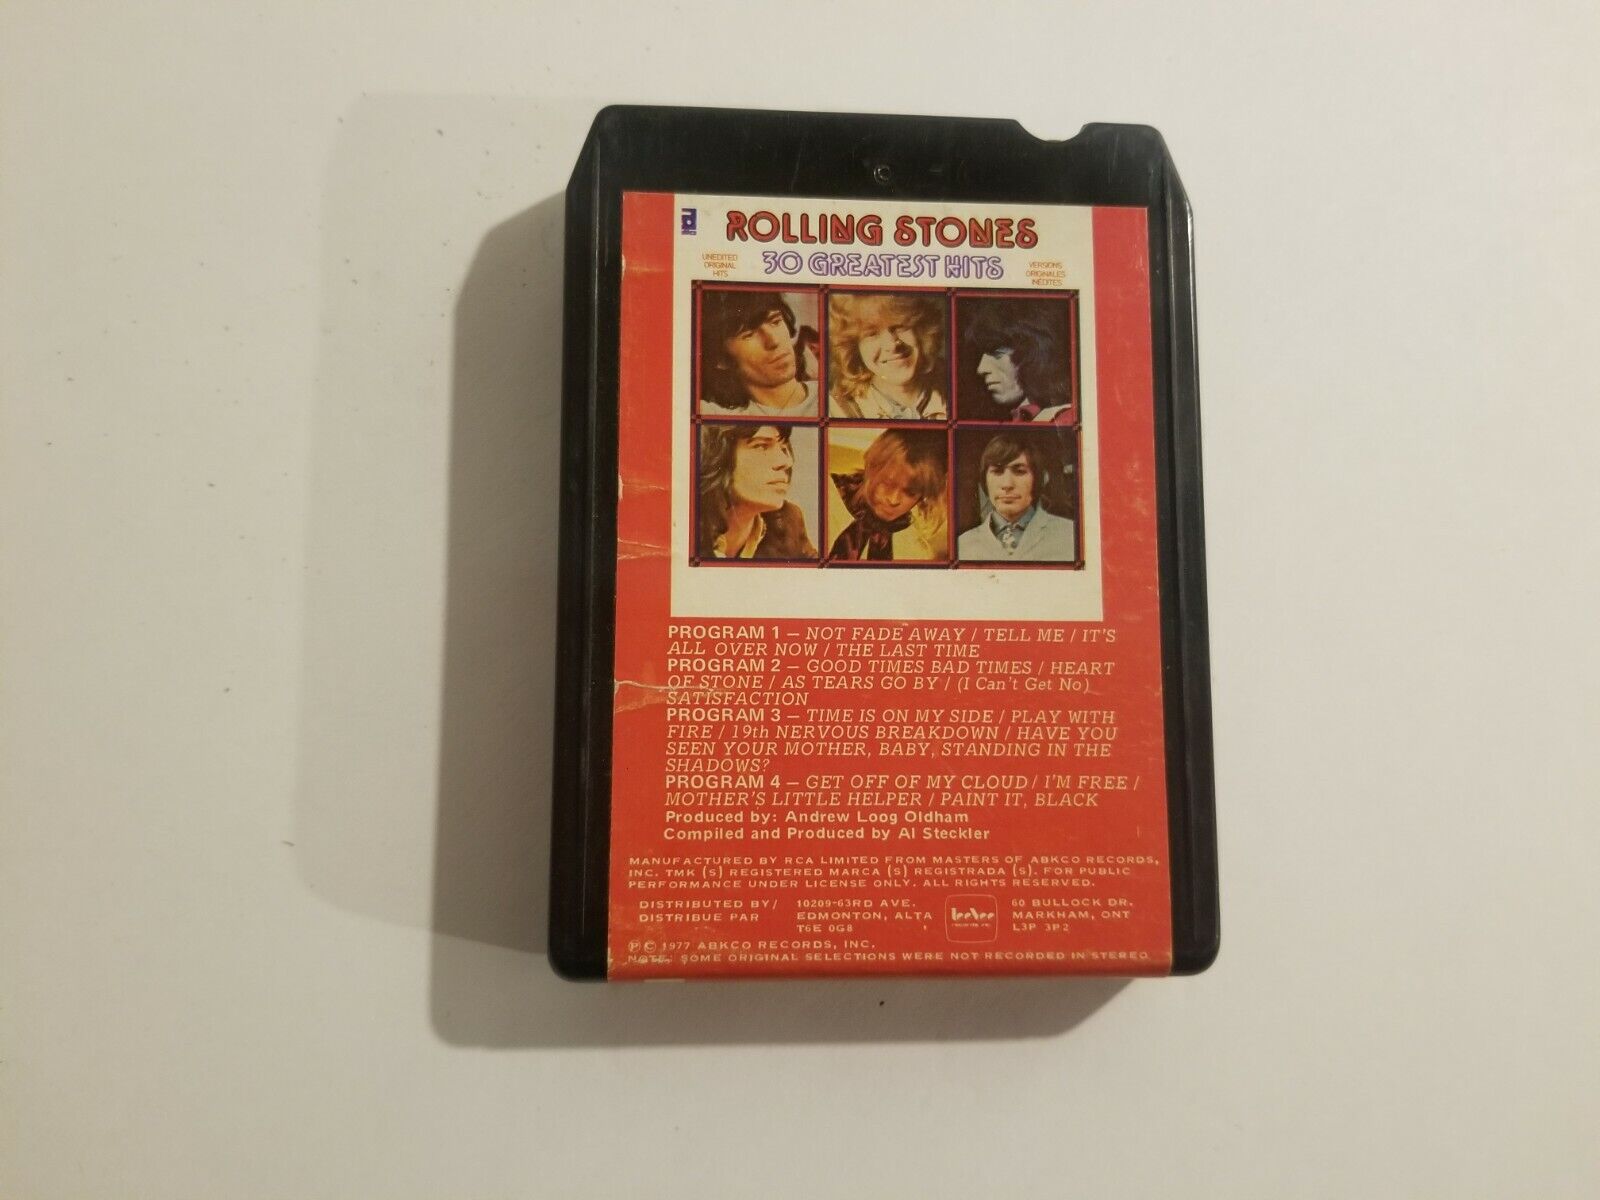 ROLLING STONES
30 GREATEST HITS
UNEDITED
ORIGINAL
HITS
VERSIONS
ORIGINALES
INÉDITES
PROGRAM 1 – NOT FADE AWAY / TELL ME / IT'S
ALL OVER NOW / THE LAST TIME
PROGRAM 2 – GOOD TIMES BAD TIMES / HEART
OF STONE / AS TEARS GO BY / (I Can't Get No)
SATISFACTION
PROGRAM 3 – TIME IS ON MY SIDE / PLAY WITH
FIRE / 19th NERVOUS BREAKDOWN / HAVE YOU
SEEN YOUR MOTHER, BABY, STANDING IN THE
SHADOWS?
PROGRAM 4 – GET OFF OF MY CLOUD / I'M FREE /
MOTHER'S LITTLE HELPER / PAINT IT, BLACK
Produced by: Andrew Loog Oldham
Compiled and Produced by Al Steckler
MANUFACTURED BY RCA LIMITED FROM MASTERS OF ABKCO RECORDS,
INC. TMK (S) REGISTERED MARCA (S) REGISTRADA (S). FOR PUBLIC
PERFORMANCE UNDER LICENSE ONLY. ALL RIGHTS RESERVED.
DISTRIBUTED BY/
DISTRIBUE PAR
10209-63RD AVE.
EDMONTON, ALTA
T6E 0G8
60 BULLOCK DR.
MARKHAM, ONT
L3P 3P2
℗ © 1977 ABKCO RECORDS, INC.
NOTE: SOME ORIGINAL SELECTIONS WERE NOT RECORDED IN STEREO